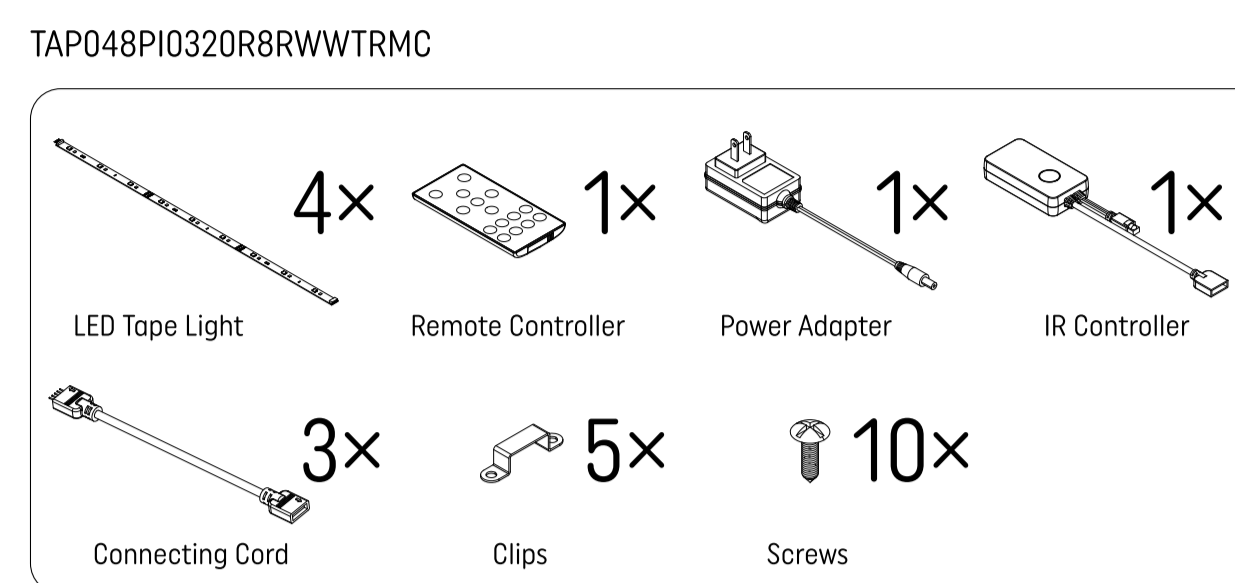 TAP048PI0320R8RWWTRMC
4× 1× 1× 1×
LED Tape Light Remote Controller Power Adapter IR Controller
3× 5× 10×
Connecting Cord Clips Screws